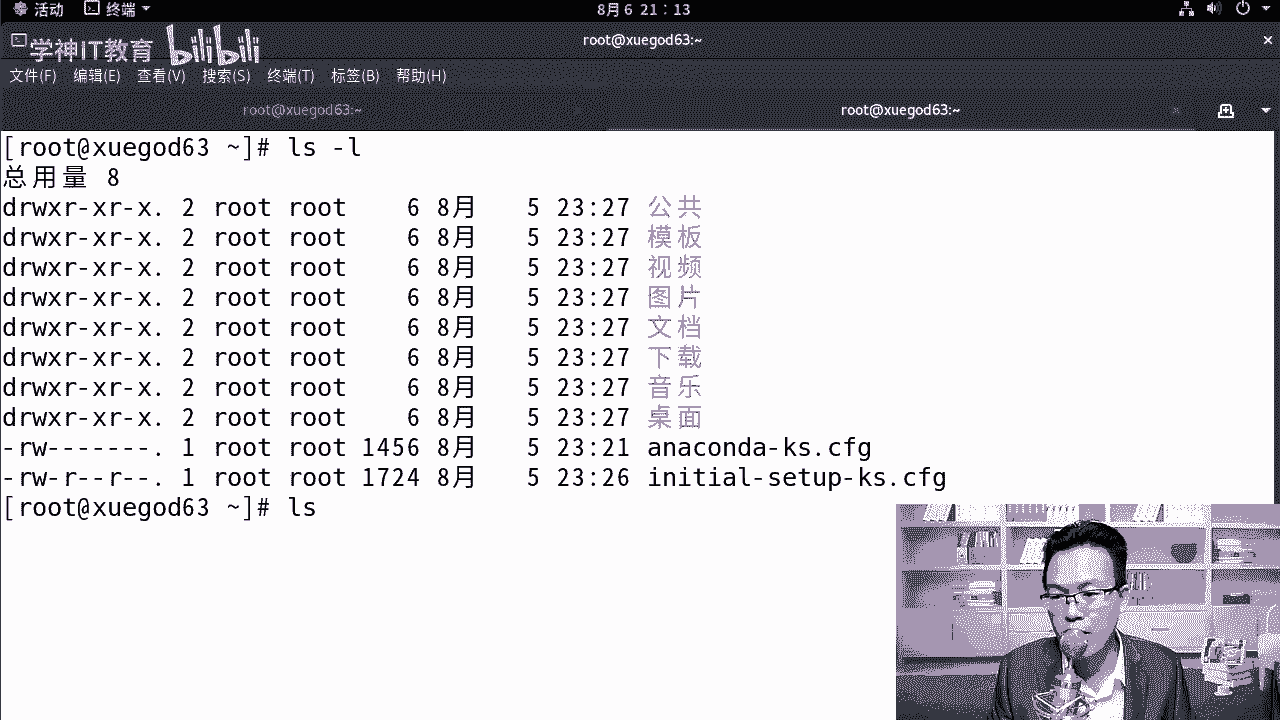 活动 终端 8月6 21：13
学神IT教育 bilibili
root@xuegod63:~
文件(F) 编辑(E) 查看(V) 搜索(S) 终端(T) 标签(B) 帮助(H)
root@xuegod63:~ root@xuegod63:~
[root@xuegod63 ~]# ls -l
总用量 8
drwxr-xr-x. 2 root root    6 8月   5 23:27 公共
drwxr-xr-x. 2 root root    6 8月   5 23:27 模板
drwxr-xr-x. 2 root root    6 8月   5 23:27 视频
drwxr-xr-x. 2 root root    6 8月   5 23:27 图片
drwxr-xr-x. 2 root root    6 8月   5 23:27 文档
drwxr-xr-x. 2 root root    6 8月   5 23:27 下载
drwxr-xr-x. 2 root root    6 8月   5 23:27 音乐
drwxr-xr-x. 2 root root    6 8月   5 23:27 桌面
-rw-------. 1 root root 1456 8月   5 23:21 anaconda-ks.cfg
-rw-r--r--. 1 root root 1724 8月   5 23:26 initial-setup-ks.cfg
[root@xuegod63 ~]# ls